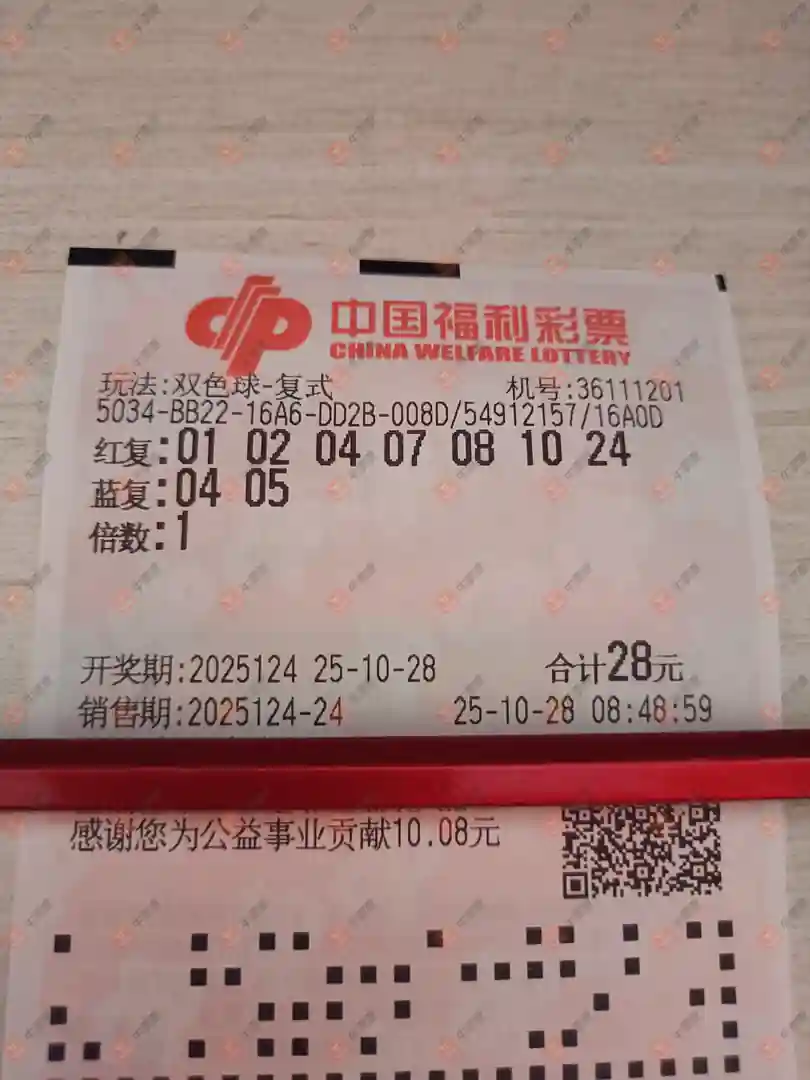 中国福利彩票
CHINA WELFARE LOTTERY
玩法:双色球-复式 机号:36111201
5034-BB22-16A6-DD2B-008D/54912157/16A0D
红复:01 02 04 07 08 10 24
蓝复:04 05
倍数:1
开奖期:2025124 25-10-28 合计28元
销售期:2025124-24 25-10-28 08:48:59
感谢您为公益事业贡献10.08元